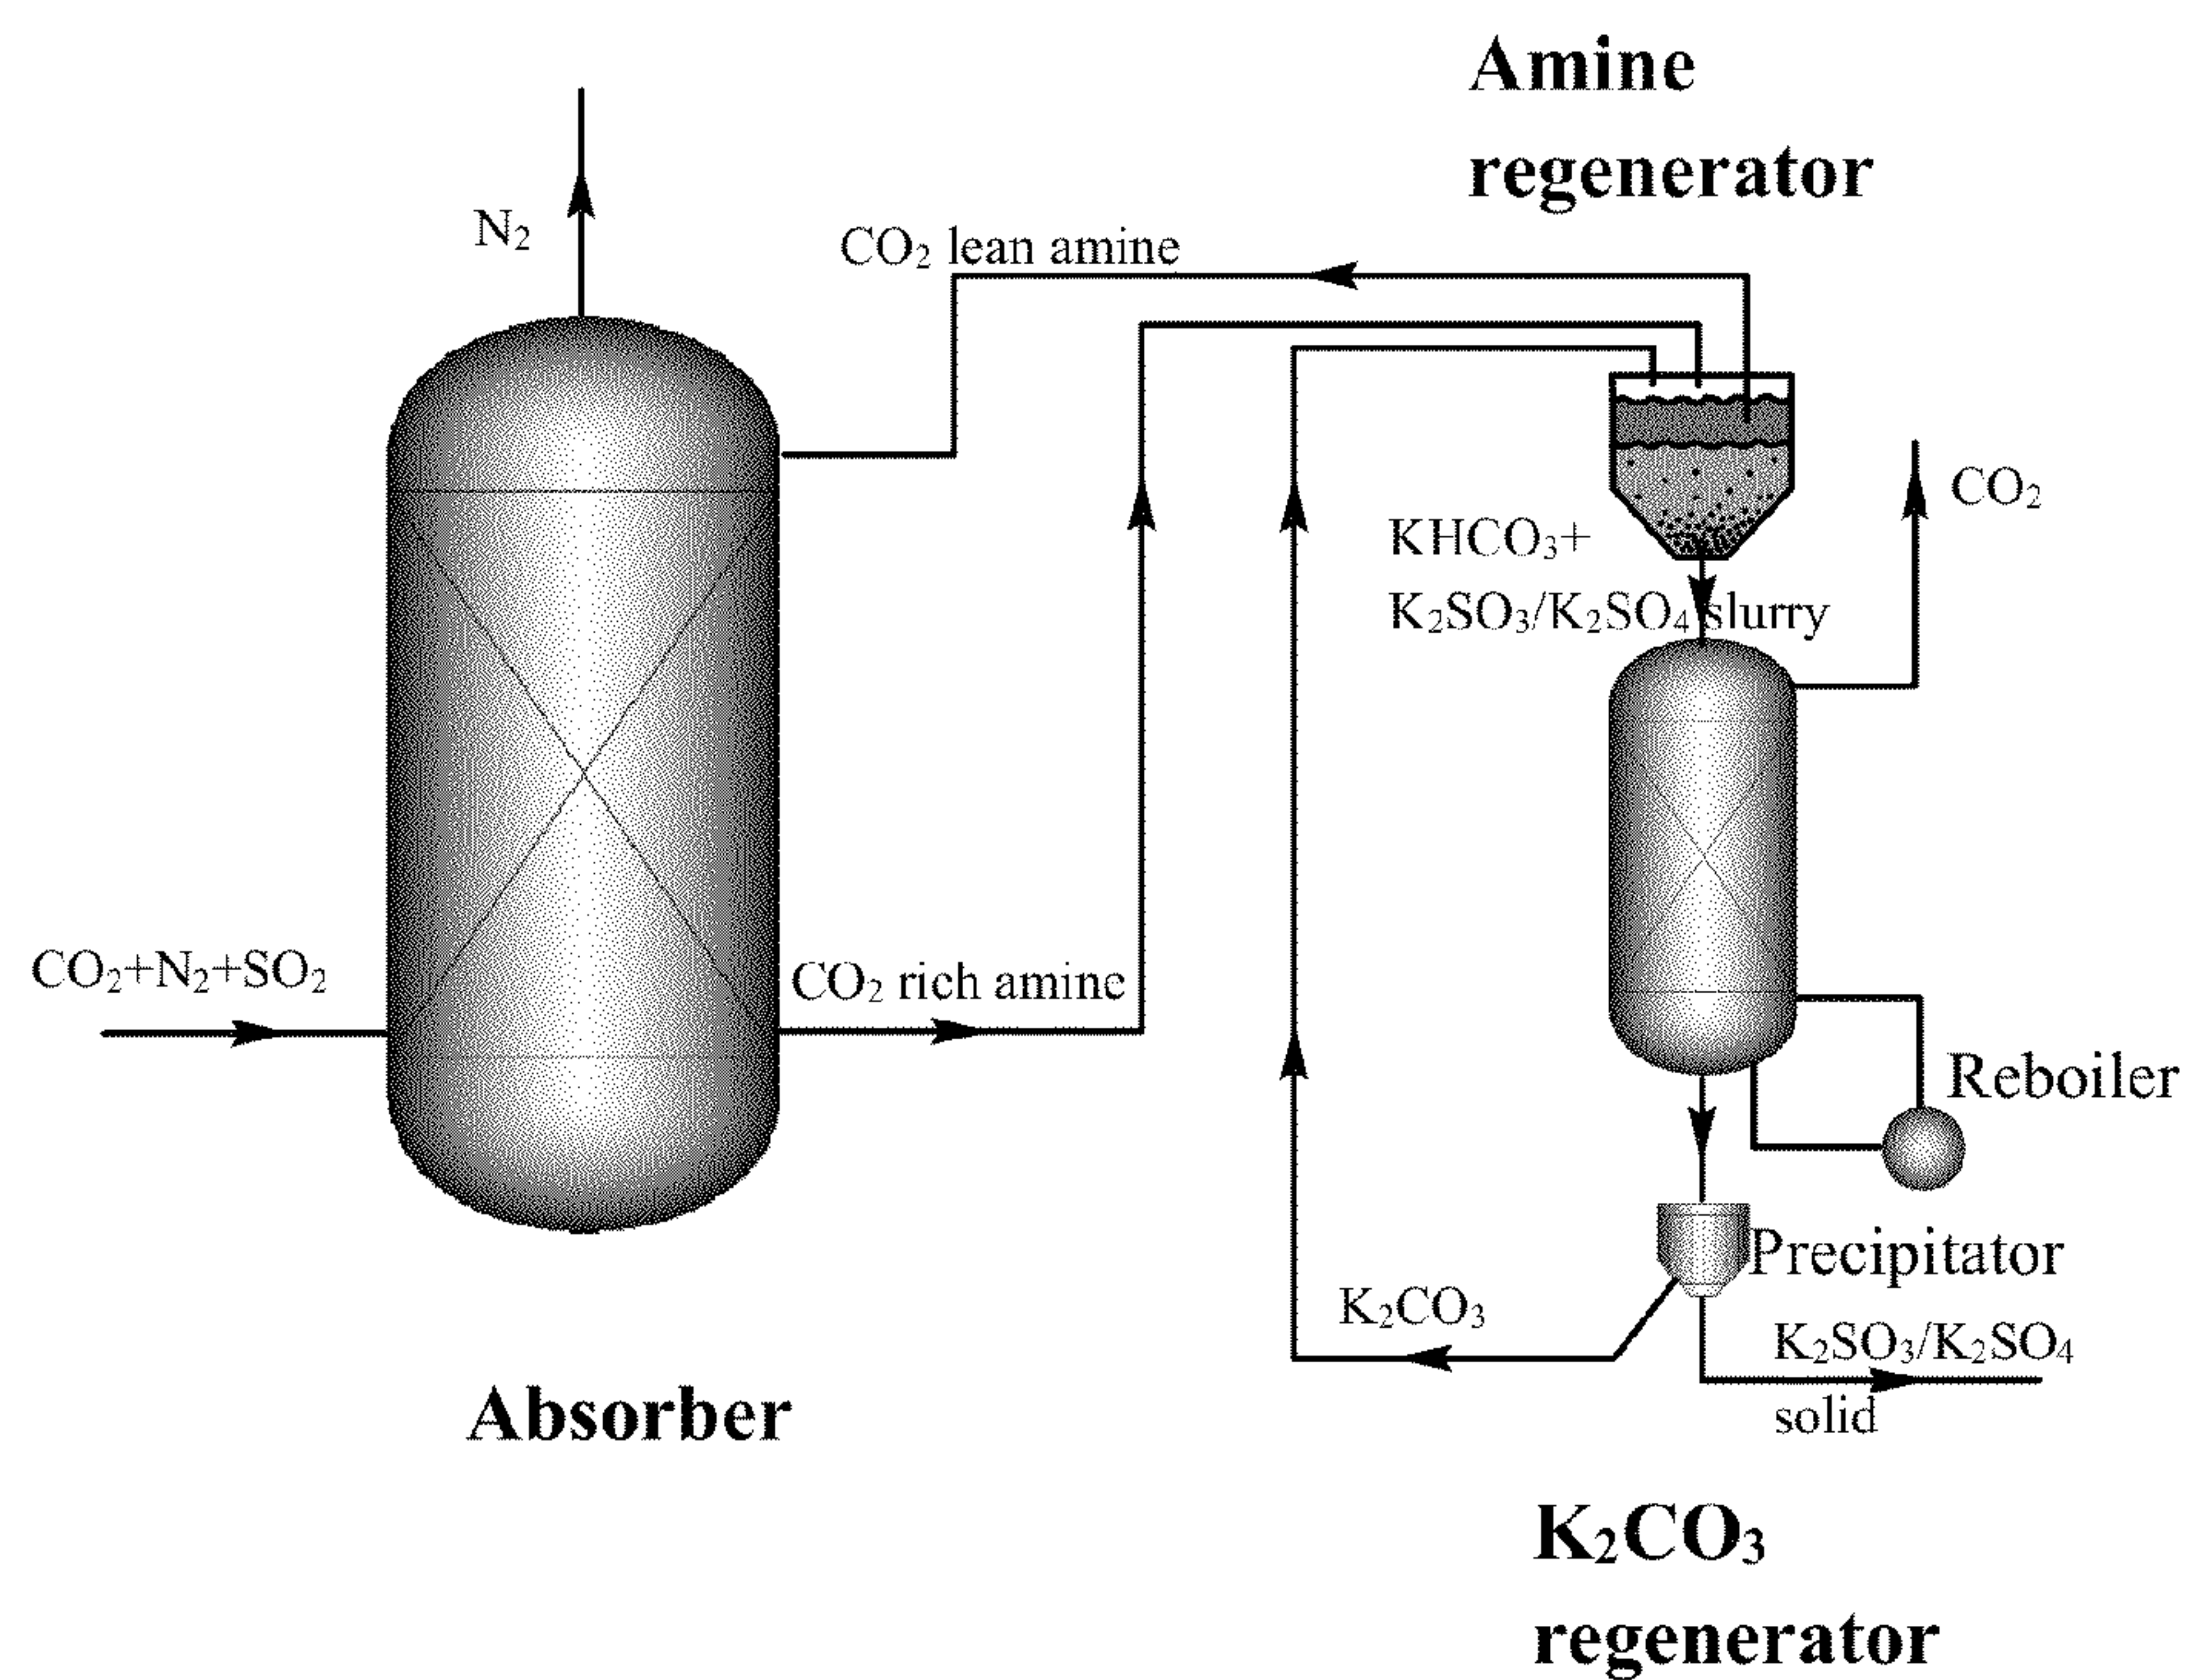 Amine
regenerator
N₂
CO₂ lean amine
CO₂
KHCO₃+
K₂SO₃/K₂SO₄ slurry
CO₂+N₂+SO₂
CO₂ rich amine
Reboiler
Precipitator
K₂CO₃
K₂SO₃/K₂SO₄
solid
Absorber
K₂CO₃
regenerator